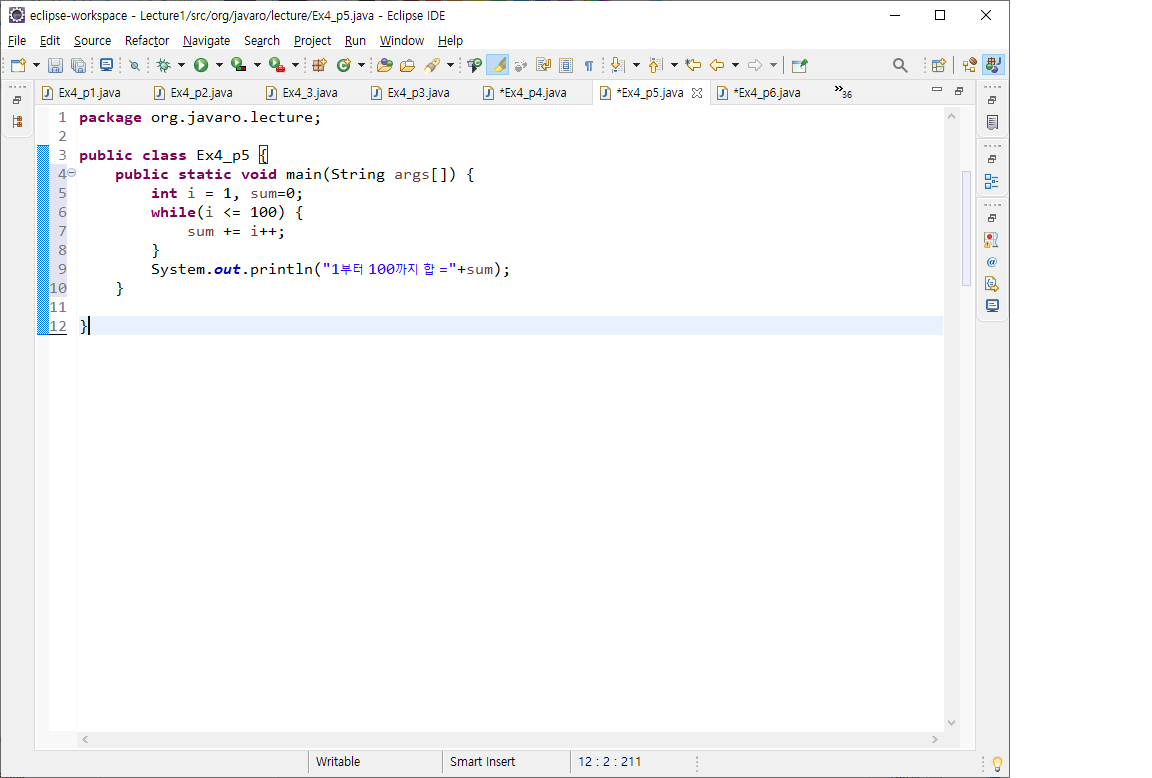 eclipse-workspace - Lecture1/src/org/javaro/lecture/Ex4_p5.java - Eclipse IDE
File Edit Source Refactor Navigate Search Project Run Window Help
Ex4_p1.java Ex4_p2.java Ex4_3.java Ex4_p3.java *Ex4_p4.java *Ex4_p5.java *Ex4_p6.java »36
1 package org.javaro.lecture;
2
3 public class Ex4_p5 {
4 public static void main(String args[]) {
5 int i = 1, sum=0;
6 while(i <= 100) {
7 sum += i++;
8 }
9 System.out.println("1부터 100까지 합 ="+sum);
10 }
11
12 }
Writable Smart Insert 12 : 2 : 211